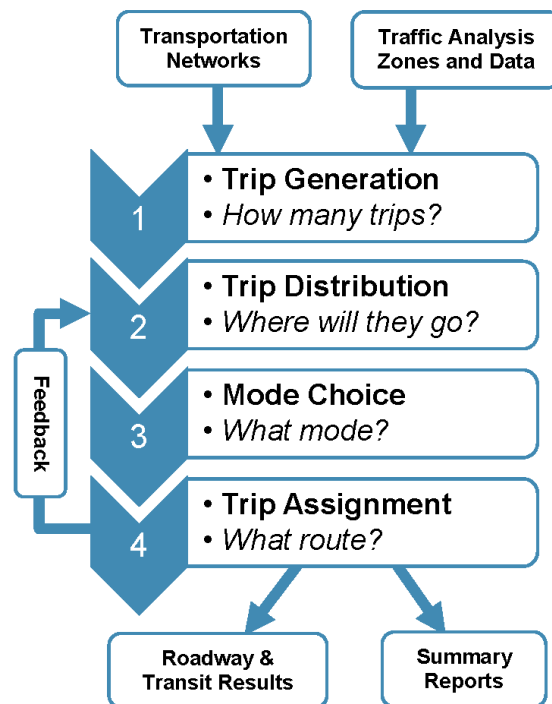 Transportation
Networks
Traffic Analysis
Zones and Data
1
• Trip Generation
• How many trips?
2
• Trip Distribution
• Where will they go?
Feedback
3
• Mode Choice
• What mode?
4
• Trip Assignment
• What route?
Roadway &
Transit Results
Summary
Reports